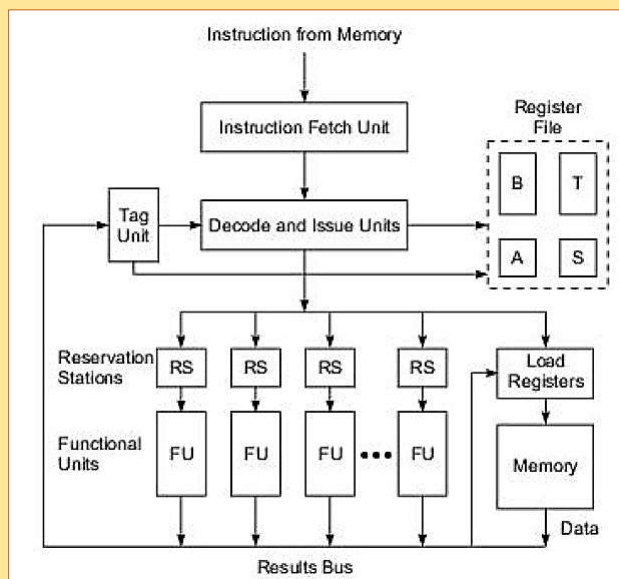 Instruction from Memory
Instruction Fetch Unit
Register
File
B
T
Tag
Unit
Decode and Issue Units
A
S
Reservation
Stations
RS
RS
RS
RS
Load
Registers
Functional
Units
FU
FU
FU
FU
Memory
Data
Results Bus